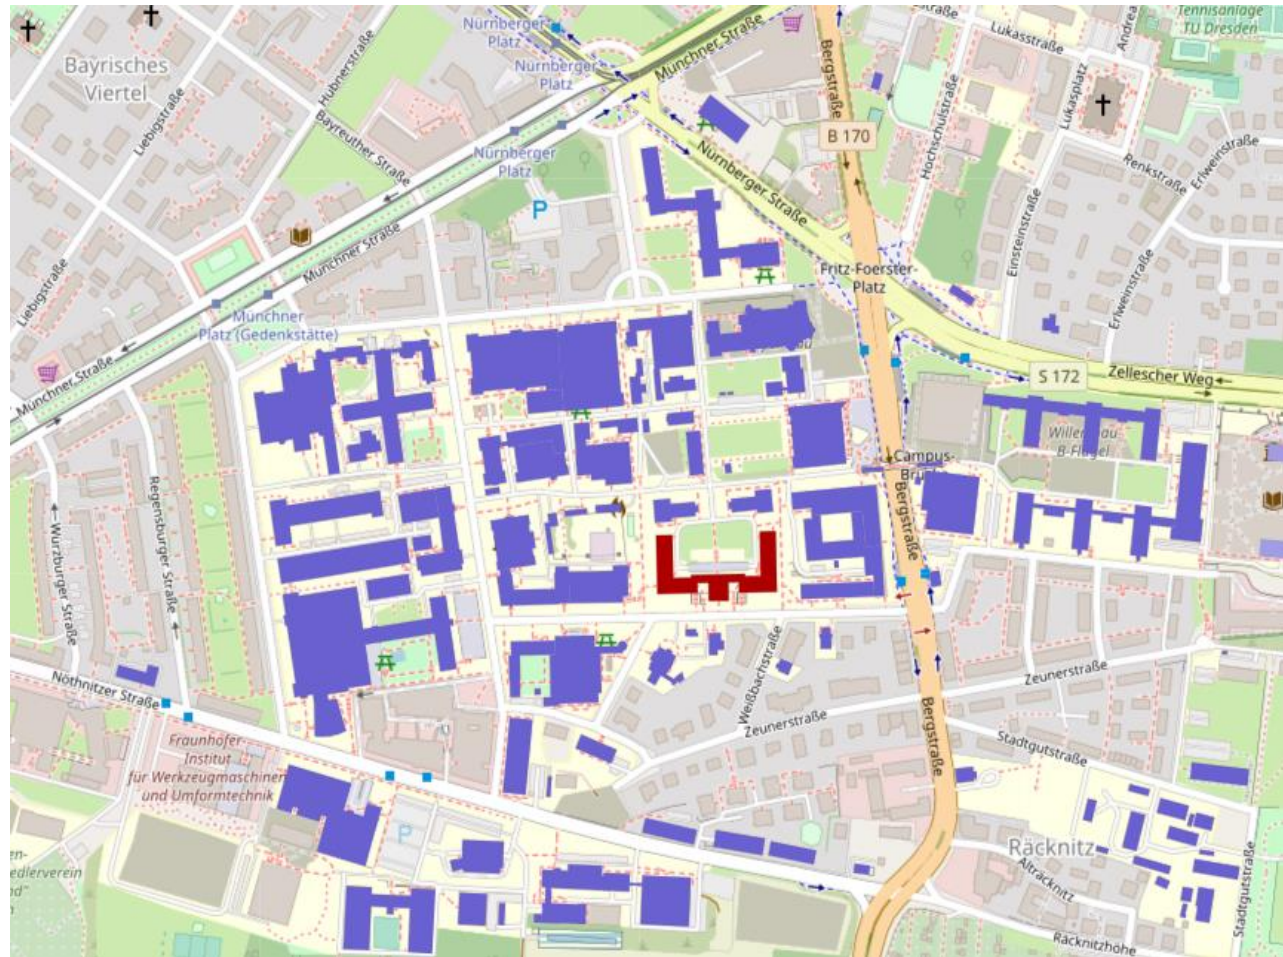 Nürnberger
Platz
Nürnberger
Platz
Nürnberger
Platz
Münchner Straße
Bergstraße
B 170
Lukasstraße
Lukasplatz
Tennisanlage
TU Dresden
Bayrisches
Viertel
Hübnerstraße
Liebigstraße
Bayreuther Straße
Hochschulstraße
Renkstraße
Erlweinstraße
P
Nürnberger Straße
Einsteinstraße
Erlweinstraße
Liebigstraße
Münchner Straße
Fritz-Foerster-
Platz
Münchner
Platz (Gedenkstätte)
Münchner Straße
S 172
Zellescher Weg
B-Flügel
Campus-
Regensburger Straße
Würzburger Straße
Bergstraße
Nöthnitzer Straße
Weißbachstraße
Zeunerstraße
Zeunerstraße
Bergstraße
Stadtgutstraße
Fraunhofer-
Institut
für Werkzeugmaschinen
und Umformtechnik
P
Räcknitz
Alträcknitz
Stadtgutstraße
Räcknitzhöhe